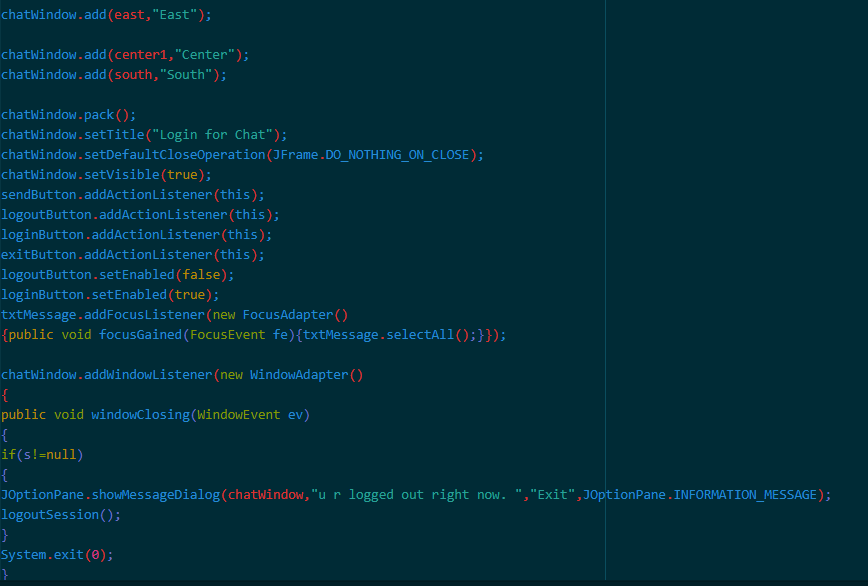 chatWindow.add(east,"East");
chatWindow.add(center1,"Center");
chatWindow.add(south,"South");
chatWindow.pack();
chatWindow.setTitle("Login for Chat");
chatWindow.setDefaultCloseOperation(JFrame.DO_NOTHING_ON_CLOSE);
chatWindow.setVisible(true);
sendButton.addActionListener(this);
logoutButton.addActionListener(this);
loginButton.addActionListener(this);
exitButton.addActionListener(this);
logoutButton.setEnabled(false);
loginButton.setEnabled(true);
txtMessage.addFocusListener(new FocusAdapter()
{public void focusGained(FocusEvent fe){txtMessage.selectAll();}});
chatWindow.addWindowListener(new WindowAdapter()
{
public void windowClosing(WindowEvent ev)
{
if(s!=null)
{
JOptionPane.showMessageDialog(chatWindow,"u r logged out right now. ","Exit",JOptionPane.INFORMATION_MESSAGE);
logoutSession();
}
System.exit(0);
}